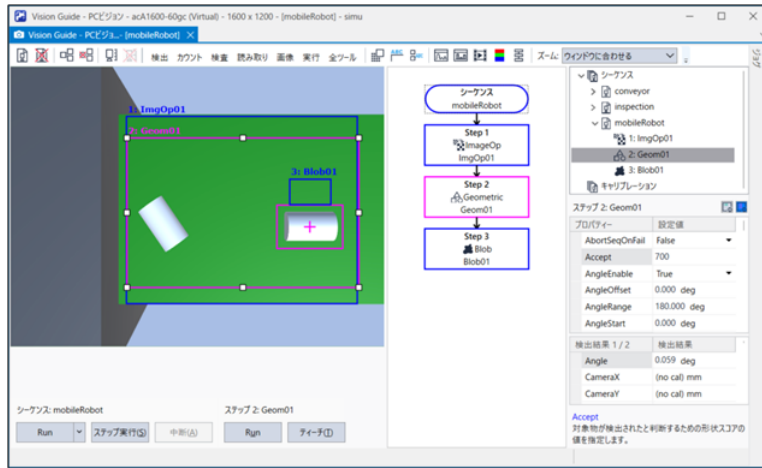 Vision Guide - PCビジョン - acA1600-60gc (Virtual) - 1600 x 1200 - [mobileRobot] - simu
Vision Guide - PCビジョ...- [mobileRobot]
検出 カウント 検査 読み取り 画像 実行 全ツール
ABC
ズーム: ウィンドウに合わせる
ジョグ
1: ImgOp01
2: Geom01
3: Blob01
シーケンス
mobileRobot
Step 1
ImageOp
ImgOp01
Step 2
Geometric
Geom01
Step 3
Blob
Blob01
シーケンス
conveyor
inspection
mobileRobot
1: ImgOp01
2: Geom01
3: Blob01
キャリブレーション
ステップ 2: Geom01
プロパティー 設定値
AbortSeqOnFail False
Accept 700
AngleEnable True
AngleOffset 0.000 deg
AngleRange 180.000 deg
AngleStart 0.000 deg
検出結果 1 / 2 検出結果
Angle 0.059 deg
CameraX (no cal) mm
CameraY (no cal) mm
Accept
対象物が検出されたと判断するための形状スコアの
値を指定します。
シーケンス: mobileRobot
Run ステップ実行(S) 中断(A)
ステップ 2: Geom01
Run ティーチ(T)